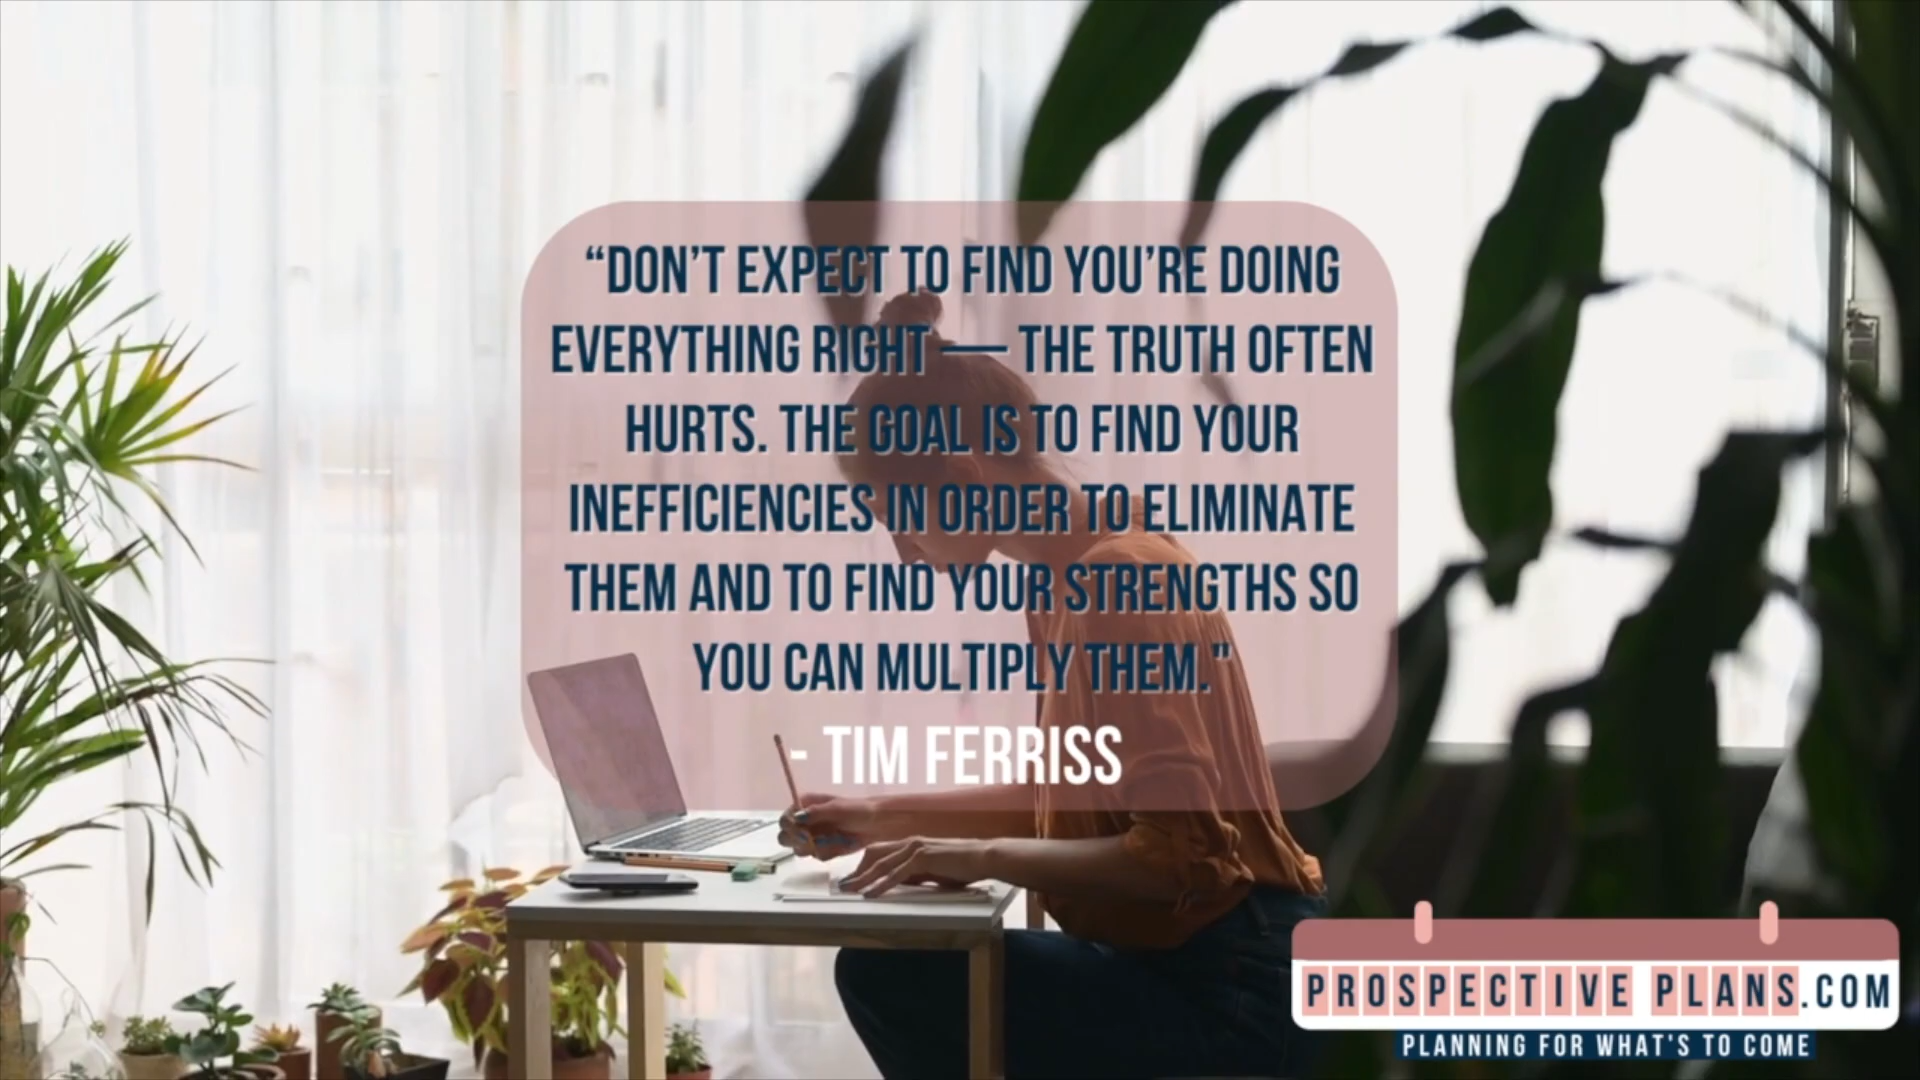 “DON’T EXPECT TO FIND YOU’RE DOING
EVERYTHING RIGHT — THE TRUTH OFTEN
HURTS. THE GOAL IS TO FIND YOUR
INEFFICIENCIES IN ORDER TO ELIMINATE
THEM AND TO FIND YOUR STRENGTHS SO
YOU CAN MULTIPLY THEM."
- TIM FERRISS
PROSPECTIVE PLANS.COM
PLANNING FOR WHAT'S TO COME